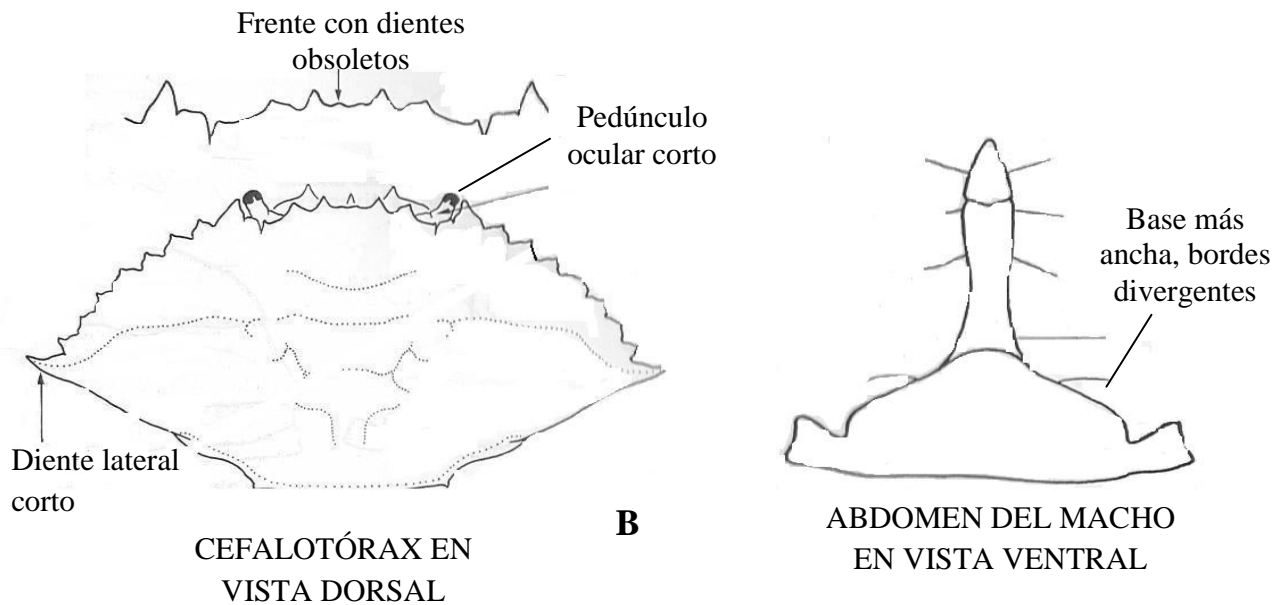 Frente con dientes
obsoletos
Pedúnculo
ocular corto
Base más
ancha, bordes
divergentes
Diente lateral
corto
B
CEFALOTÓRAX EN
VISTA DORSAL
ABDOMEN DEL MACHO
EN VISTA VENTRAL